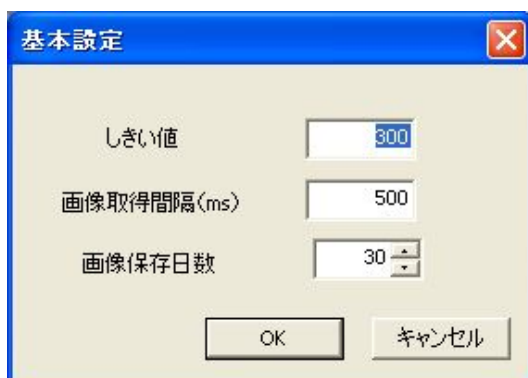 基本設定
しきい値 300
画像取得間隔(ms) 500
画像保存日数 30
OK キャンセル